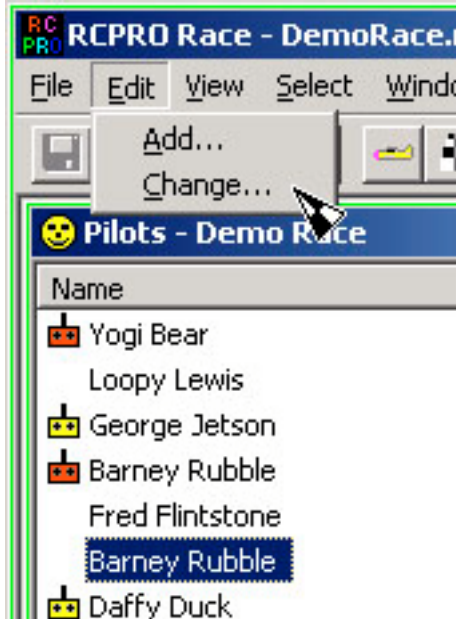 RC
PRO
RCPRO Race - DemoRace.
File Edit View Select
Add...
Change...
Pilots - Demo Race
Name
Yogi Bear
Loopy Lewis
George Jetson
Barney Rubble
Fred Flintstone
Barney Rubble
Daffy Duck